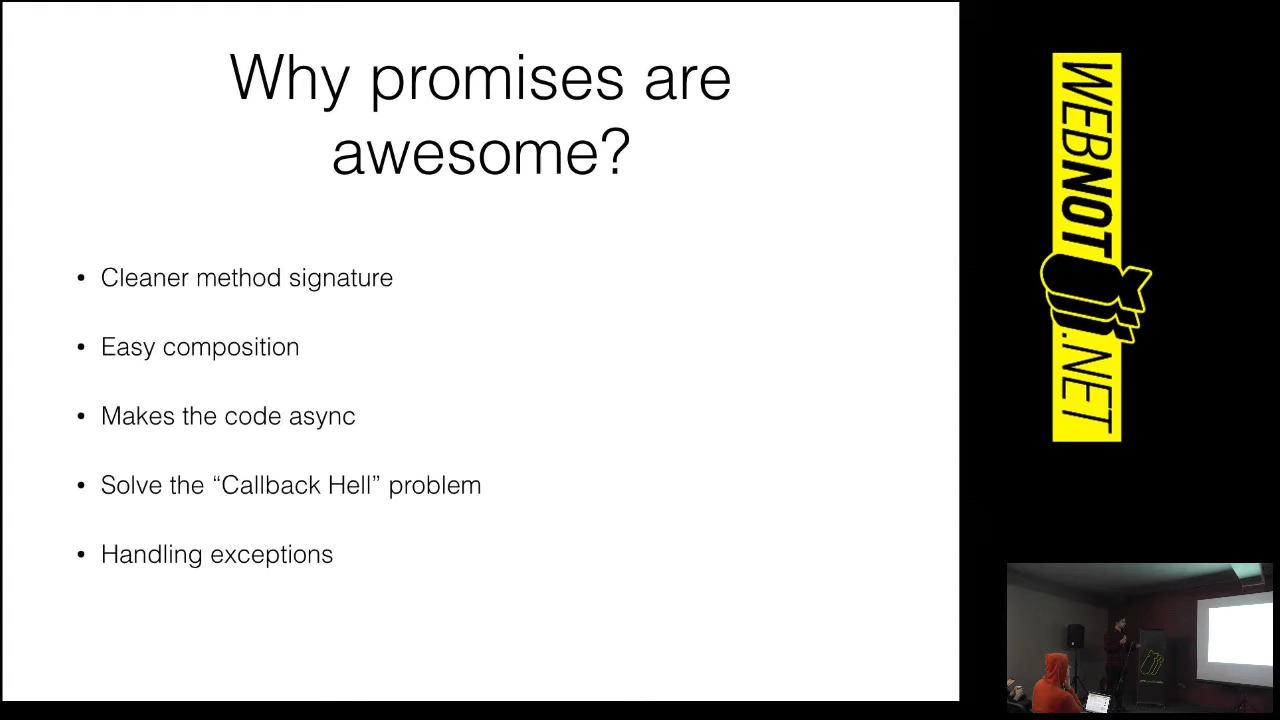 Why promises are
awesome?
• Cleaner method signature
• Easy composition
• Makes the code async
• Solve the “Callback Hell” problem
• Handling exceptions
WEBNOT.NET